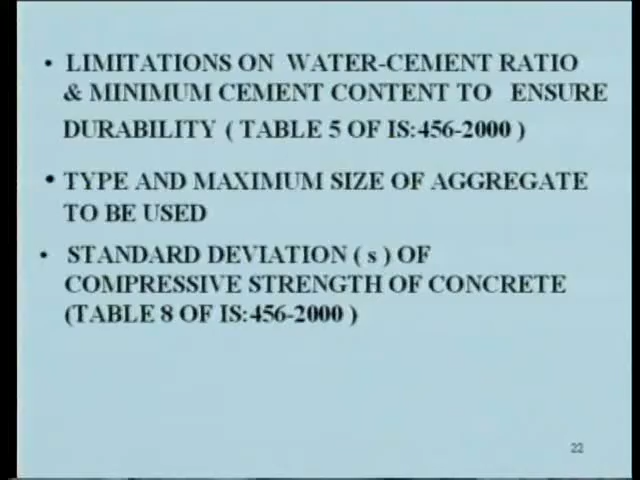 • LIMITATIONS ON WATER-CEMENT RATIO
& MINIMUM CEMENT CONTENT TO ENSURE
DURABILITY ( TABLE 5 OF IS:456-2000 )
• TYPE AND MAXIMUM SIZE OF AGGREGATE
TO BE USED
• STANDARD DEVIATION ( s ) OF
COMPRESSIVE STRENGTH OF CONCRETE
(TABLE 8 OF IS:456-2000 )
22